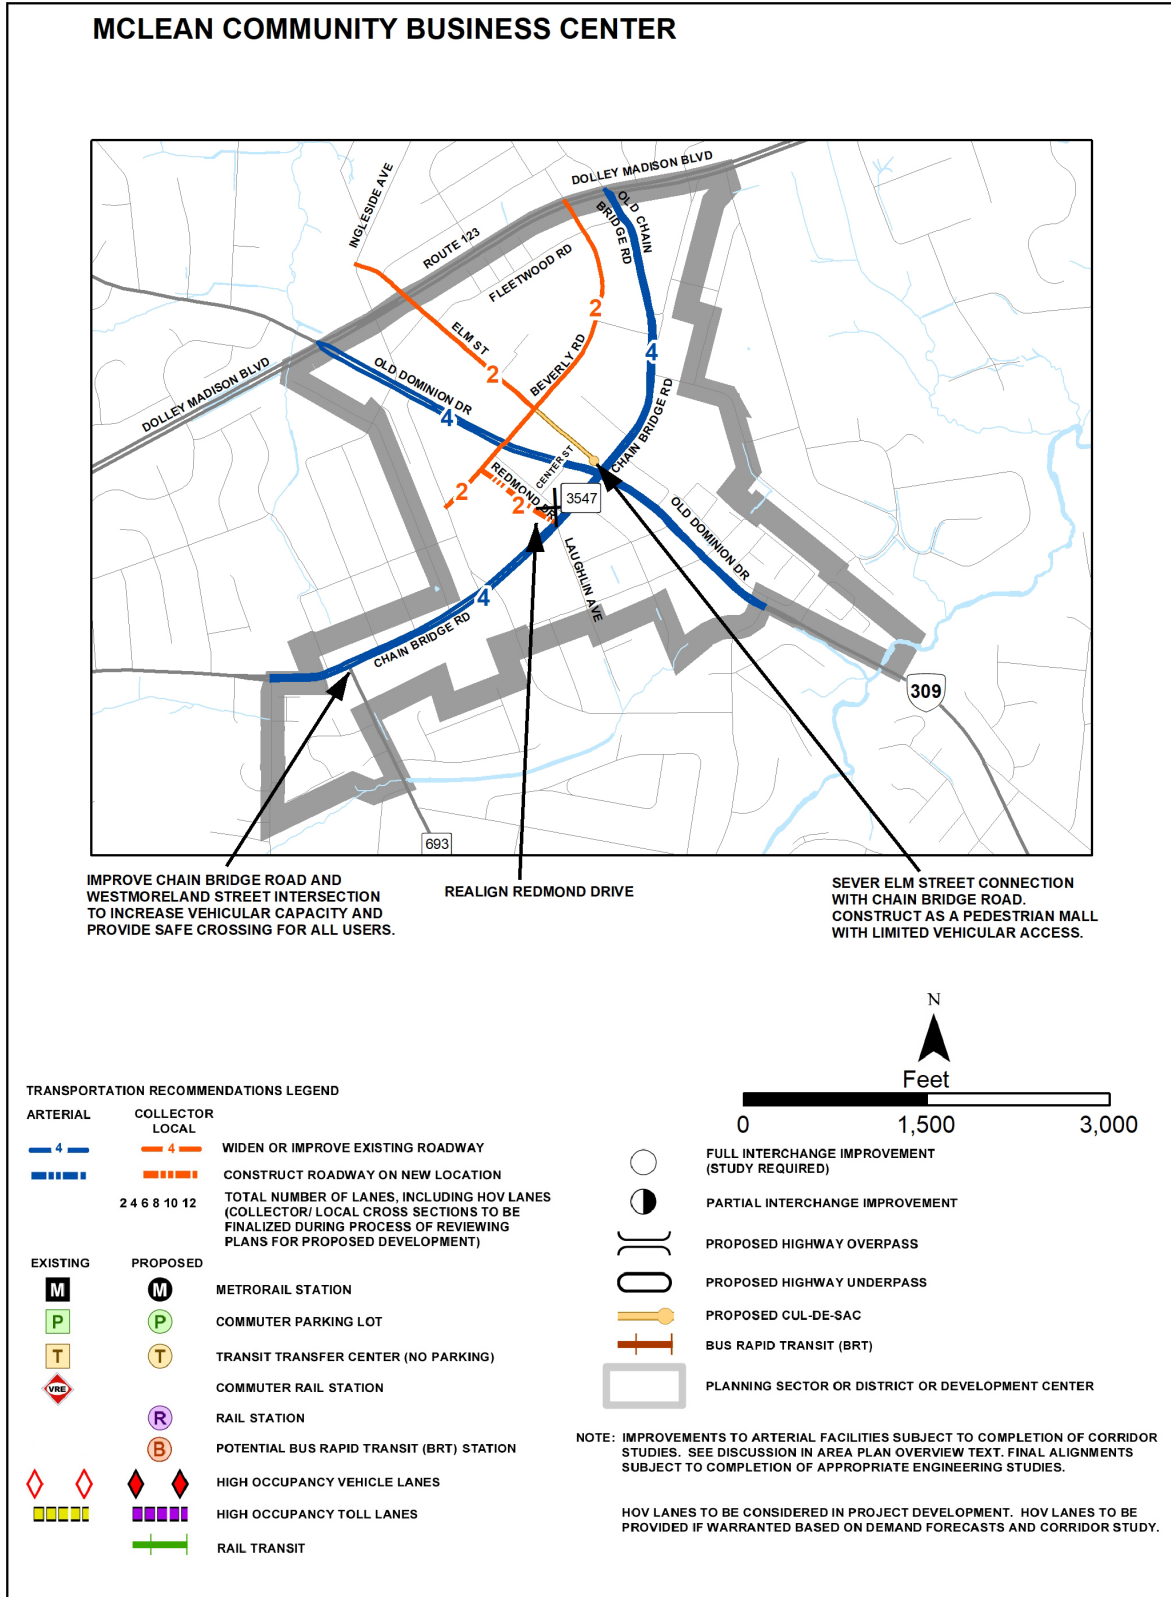 MCLEAN COMMUNITY BUSINESS CENTER
DOLLEY MADISON BLVD
INGLESIDE AVE
OLD CHAIN
BRIDGE RD
ROUTE 123
FLEETWOOD RD
2
ELM ST
BEVERLY RD
4
DOLLEY MADISON BLVD
OLD DOMINION DR
2
4
CHAIN BRIDGE RD
CENTER ST
REDMOND DR
2
2
3547
OLD DOMINION DR
LAUGHLIN AVE
4
CHAIN BRIDGE RD
309
693
IMPROVE CHAIN BRIDGE ROAD AND
WESTMORELAND STREET INTERSECTION
TO INCREASE VEHICULAR CAPACITY AND
PROVIDE SAFE CROSSING FOR ALL USERS.
REALIGN REDMOND DRIVE
SEVER ELM STREET CONNECTION
WITH CHAIN BRIDGE ROAD.
CONSTRUCT AS A PEDESTRIAN MALL
WITH LIMITED VEHICULAR ACCESS.
N
Feet
0 1,500 3,000
TRANSPORTATION RECOMMENDATIONS LEGEND
ARTERIAL
COLLECTOR
LOCAL
4 4 WIDEN OR IMPROVE EXISTING ROADWAY
CONSTRUCT ROADWAY ON NEW LOCATION
2 4 6 8 10 12 TOTAL NUMBER OF LANES, INCLUDING HOV LANES
(COLLECTOR/ LOCAL CROSS SECTIONS TO BE
FINALIZED DURING PROCESS OF REVIEWING
PLANS FOR PROPOSED DEVELOPMENT)
EXISTING PROPOSED
M M METRORAIL STATION
P P COMMUTER PARKING LOT
T T TRANSIT TRANSFER CENTER (NO PARKING)
VRE COMMUTER RAIL STATION
R RAIL STATION
B POTENTIAL BUS RAPID TRANSIT (BRT) STATION
HIGH OCCUPANCY VEHICLE LANES
HIGH OCCUPANCY TOLL LANES
RAIL TRANSIT
FULL INTERCHANGE IMPROVEMENT
(STUDY REQUIRED)
PARTIAL INTERCHANGE IMPROVEMENT
PROPOSED HIGHWAY OVERPASS
PROPOSED HIGHWAY UNDERPASS
PROPOSED CUL-DE-SAC
BUS RAPID TRANSIT (BRT)
PLANNING SECTOR OR DISTRICT OR DEVELOPMENT CENTER
NOTE: IMPROVEMENTS TO ARTERIAL FACILITIES SUBJECT TO COMPLETION OF CORRIDOR
STUDIES. SEE DISCUSSION IN AREA PLAN OVERVIEW TEXT. FINAL ALIGNMENTS
SUBJECT TO COMPLETION OF APPROPRIATE ENGINEERING STUDIES.
HOV LANES TO BE CONSIDERED IN PROJECT DEVELOPMENT. HOV LANES TO BE
PROVIDED IF WARRANTED BASED ON DEMAND FORECASTS AND CORRIDOR STUDY.